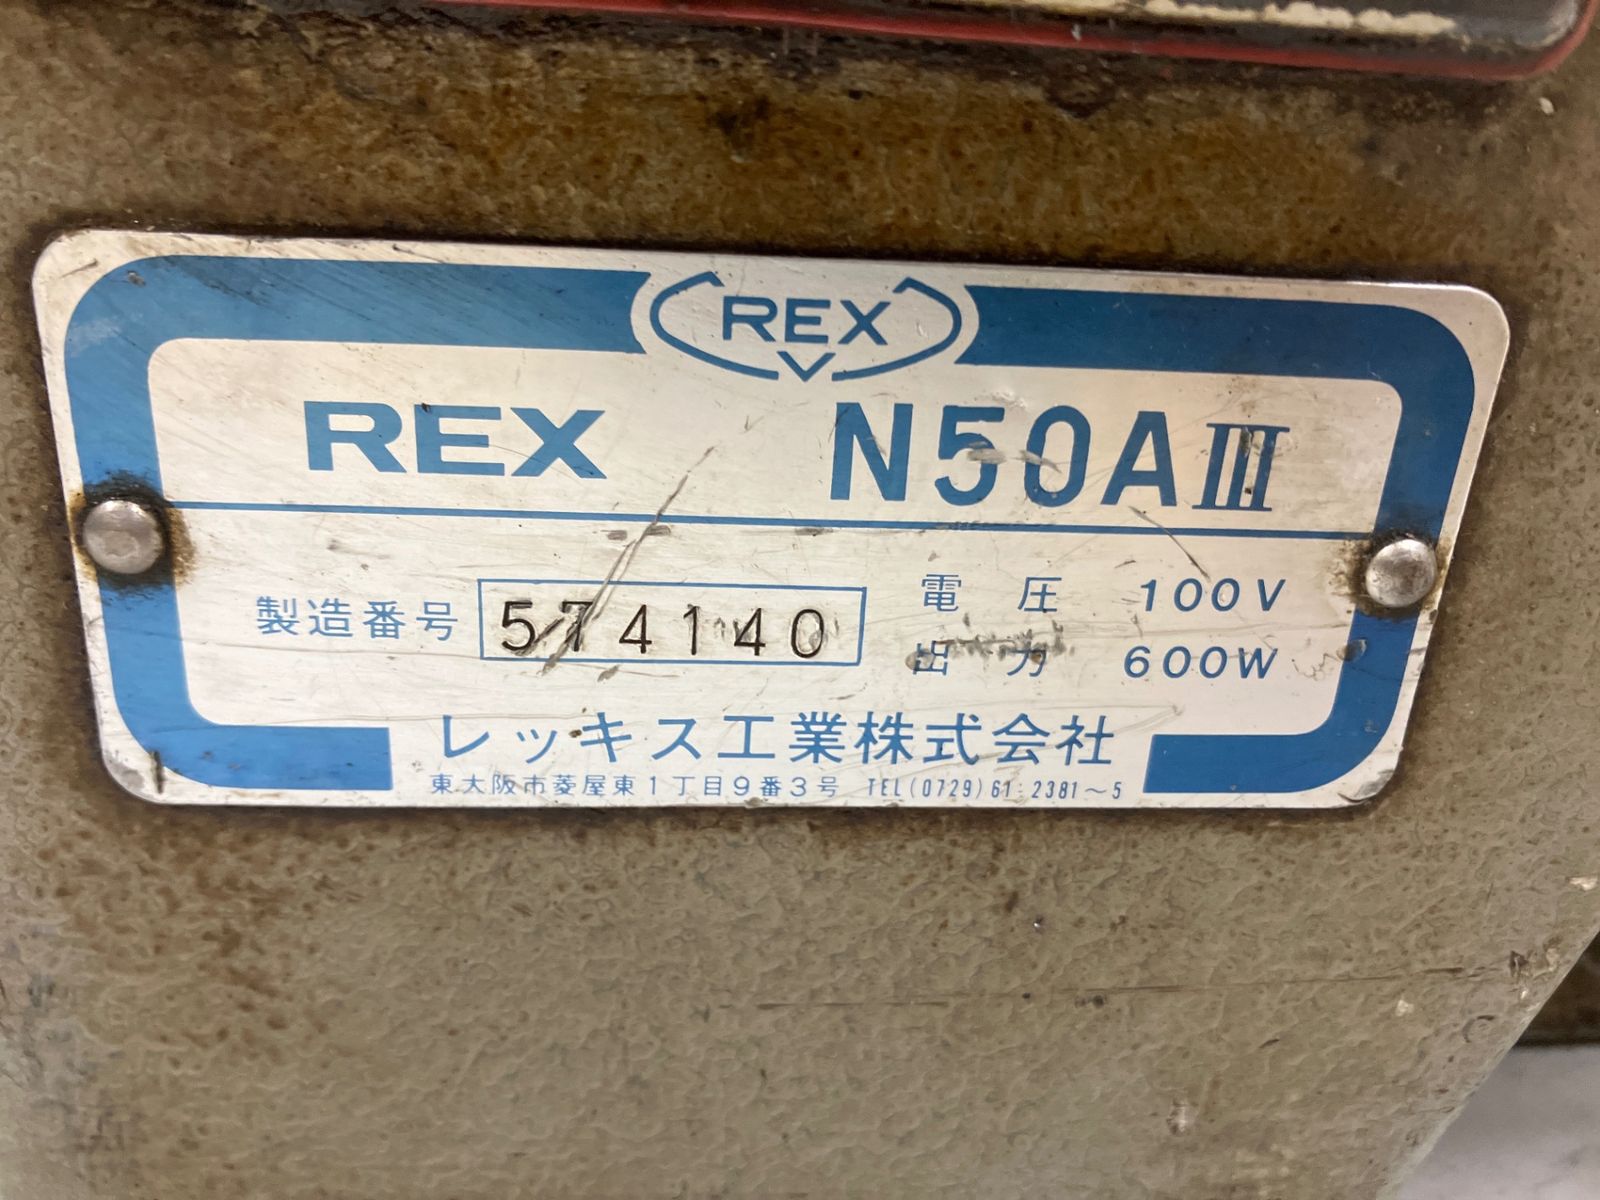 REX
REX N50AⅢ
製造番号 574140
電圧 100V
出力 600W
レッキス工業株式会社
東大阪市菱屋東1丁目9番3号 TEL(0729)61-2381~5